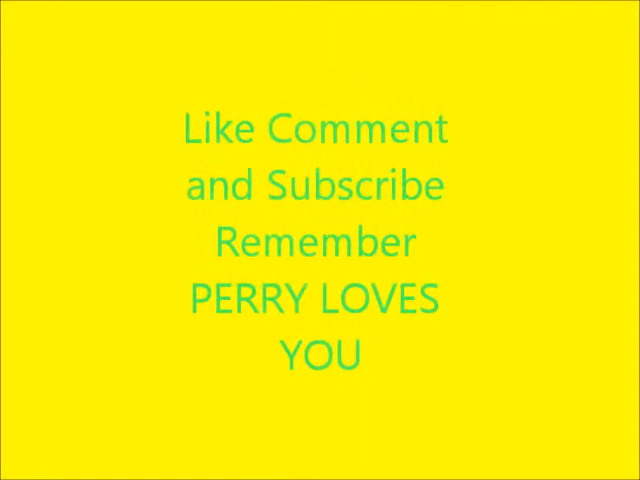 Like Comment
and Subscribe
Remember
PERRY LOVES
YOU